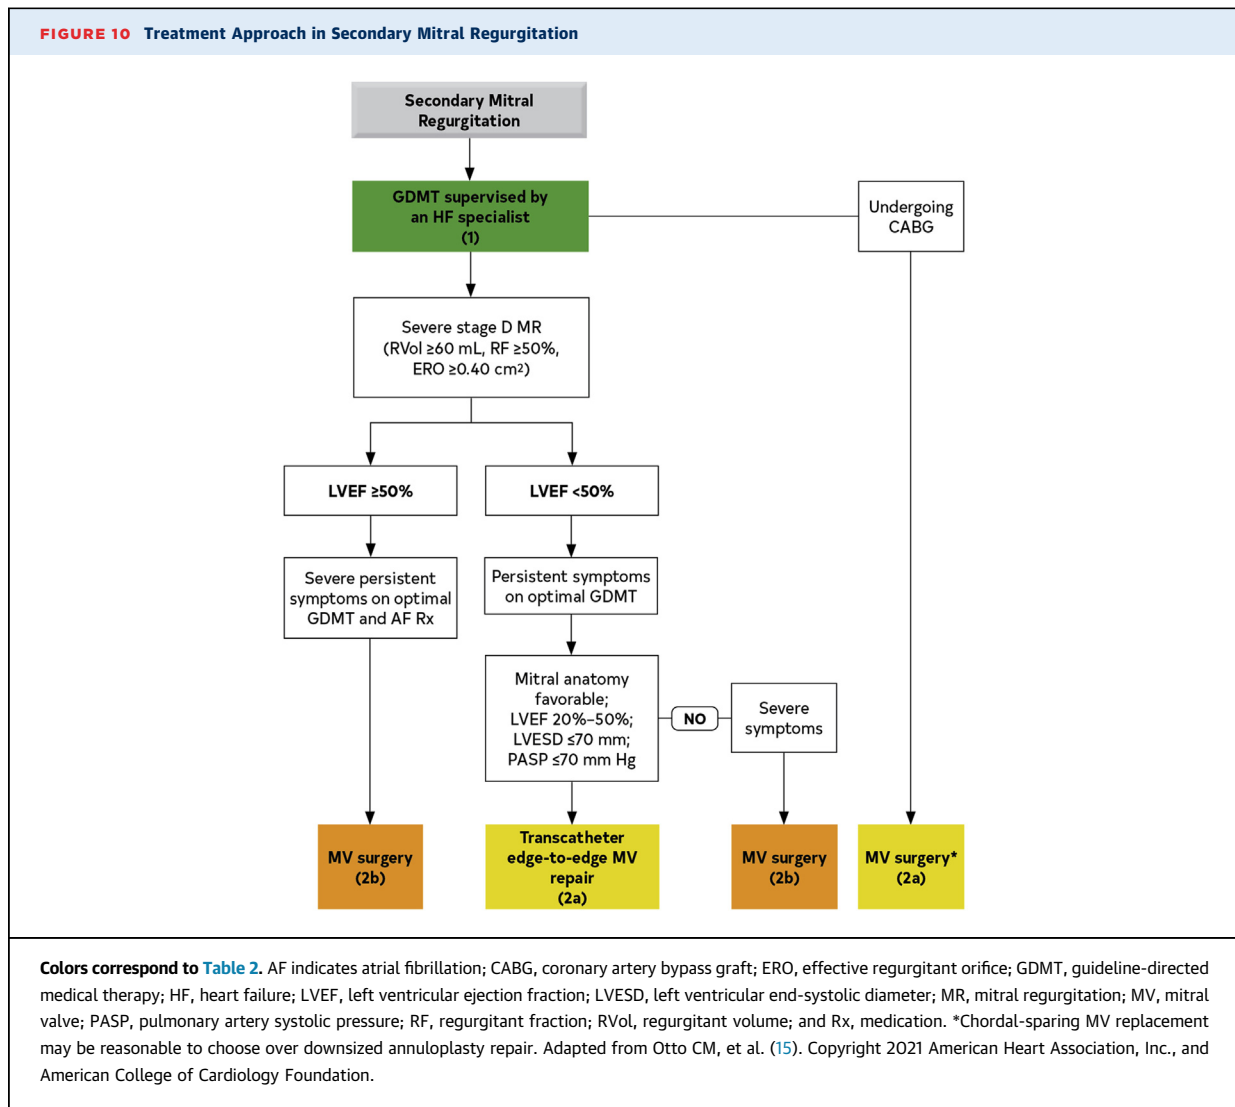 FIGURE 10 Treatment Approach in Secondary Mitral Regurgitation
Secondary Mitral
Regurgitation
GDMT supervised by
an HF specialist
(1)
Undergoing
CABG
Severe stage D MR
(RVol ≥60 mL, RF ≥50%,
ERO ≥0.40 cm²)
LVEF ≥50%
LVEF <50%
Severe persistent
symptoms on optimal
GDMT and AF Rx
Persistent symptoms
on optimal GDMT
Mitral anatomy
favorable;
LVEF 20%–50%;
LVESD ≤70 mm;
PASP ≤70 mm Hg
NO
Severe
symptoms
MV surgery
(2b)
Transcatheter
edge-to-edge MV
repair
(2a)
MV surgery
(2b)
MV surgery*
(2a)
Colors correspond to Table 2. AF indicates atrial fibrillation; CABG, coronary artery bypass graft; ERO, effective regurgitant orifice; GDMT, guideline-directed
medical therapy; HF, heart failure; LVEF, left ventricular ejection fraction; LVESD, left ventricular end-systolic diameter; MR, mitral regurgitation; MV, mitral
valve; PASP, pulmonary artery systolic pressure; RF, regurgitant fraction; RVol, regurgitant volume; and Rx, medication. *Chordal-sparing MV replacement
may be reasonable to choose over downsized annuloplasty repair. Adapted from Otto CM, et al. (15). Copyright 2021 American Heart Association, Inc., and
American College of Cardiology Foundation.